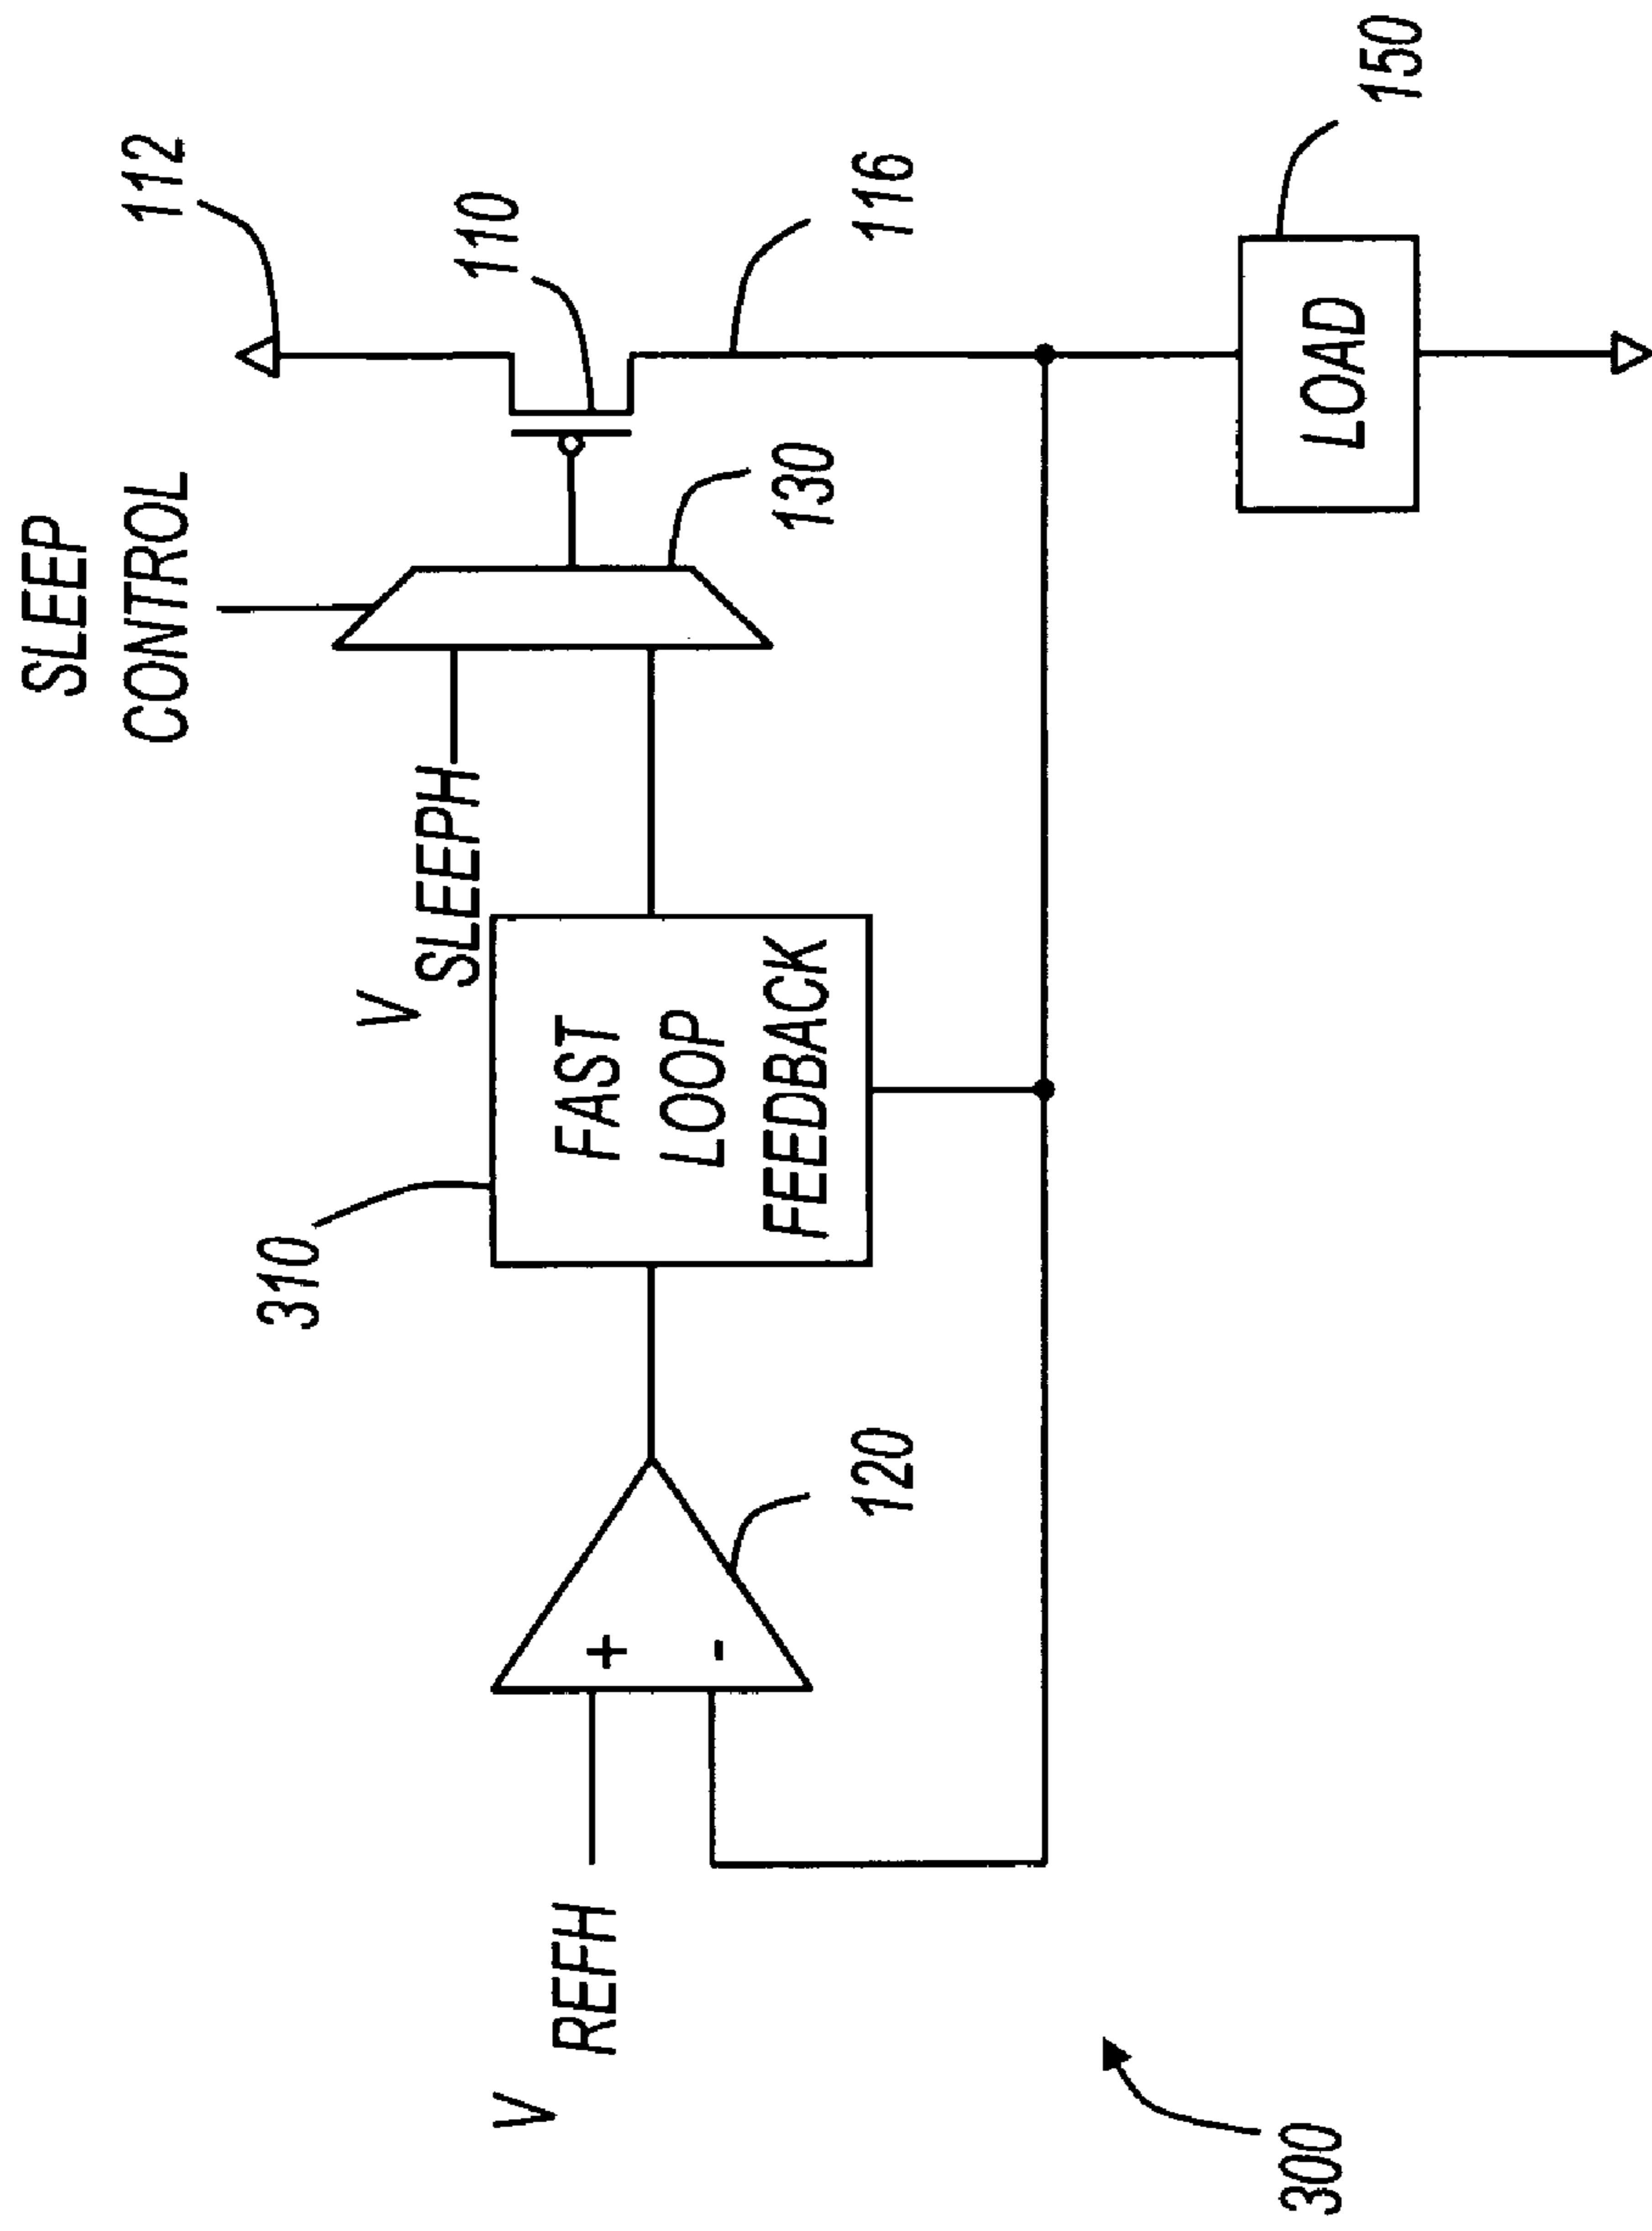 SLEEP
CONTROL
112
110
116
V SLEEPH
130
310
FAST
LOOP
FEEDBACK
V REFH
+
-
120
LOAD
150
300